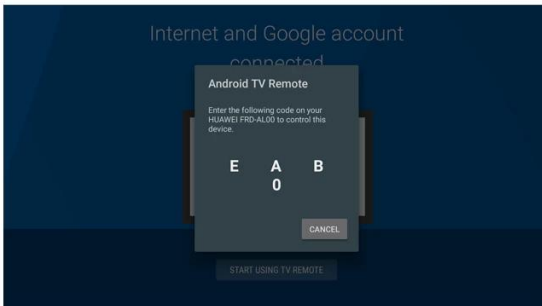 Internet and Google account
connected
Android TV Remote
Enter the following code on your
HUAWEI FRD-AL00 to control this
device.
E A B
0
CANCEL
START USING TV REMOTE